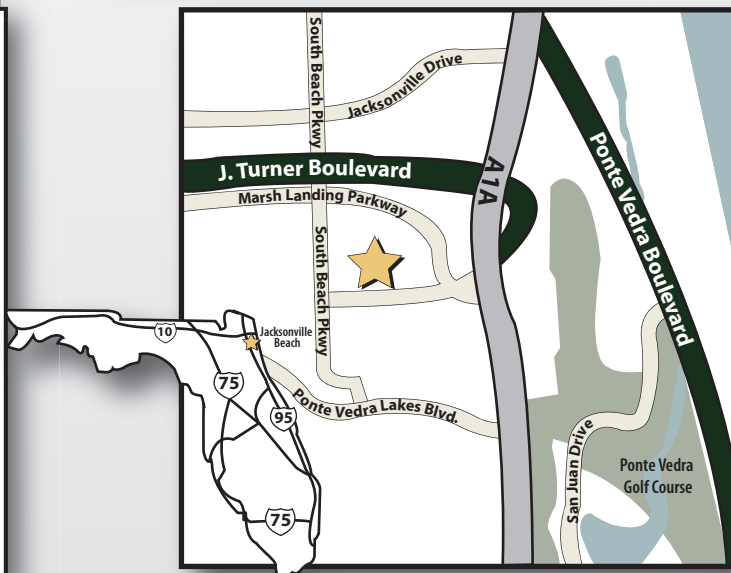 South Beach Pkwy
Jacksonville Drive
J. Turner Boulevard
A1A
Ponte Vedra Boulevard
Marsh Landing Parkway
South Beach Pkwy
10
Jacksonville
Beach
75
95
Ponte Vedra Lakes Blvd.
San Juan Drive
Ponte Vedra
Golf Course
75